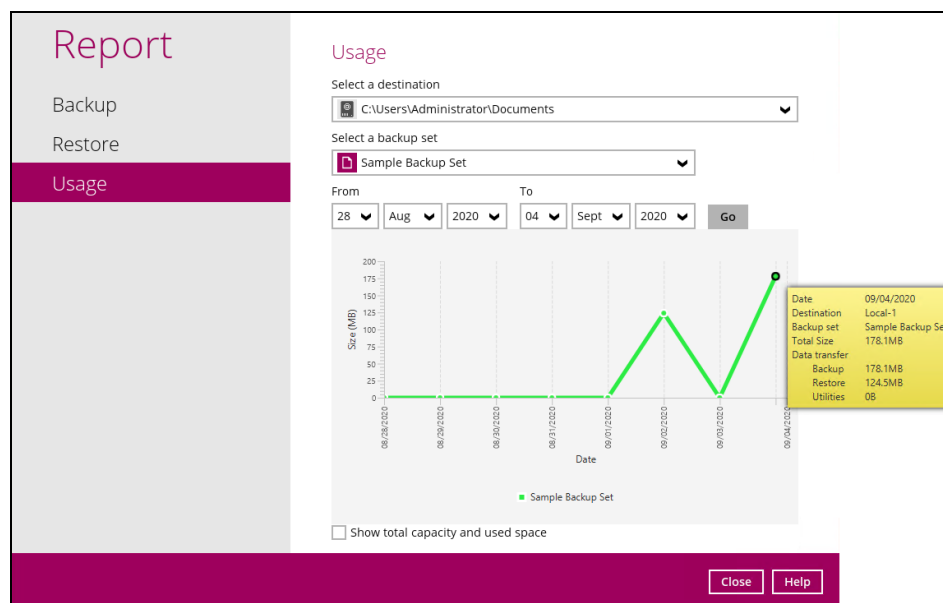 Report
Backup
Restore
Usage
Usage
Select a destination
C:\Users\Administrator\Documents
Select a backup set
Sample Backup Set
From To
28 Aug 2020 04 Sept 2020 Go
200
175
150
125
100
75
50
25
0
Size (MB)
08/28/2020
08/29/2020
08/30/2020
08/31/2020
09/01/2020
09/02/2020
09/03/2020
09/04/2020
Date
Sample Backup Set
Date 09/04/2020
Destination Local-1
Backup set Sample Backup Se
Total Size 178.1MB
Data transfer
Backup 178.1MB
Restore 124.5MB
Utilities 0B
Show total capacity and used space
Close Help